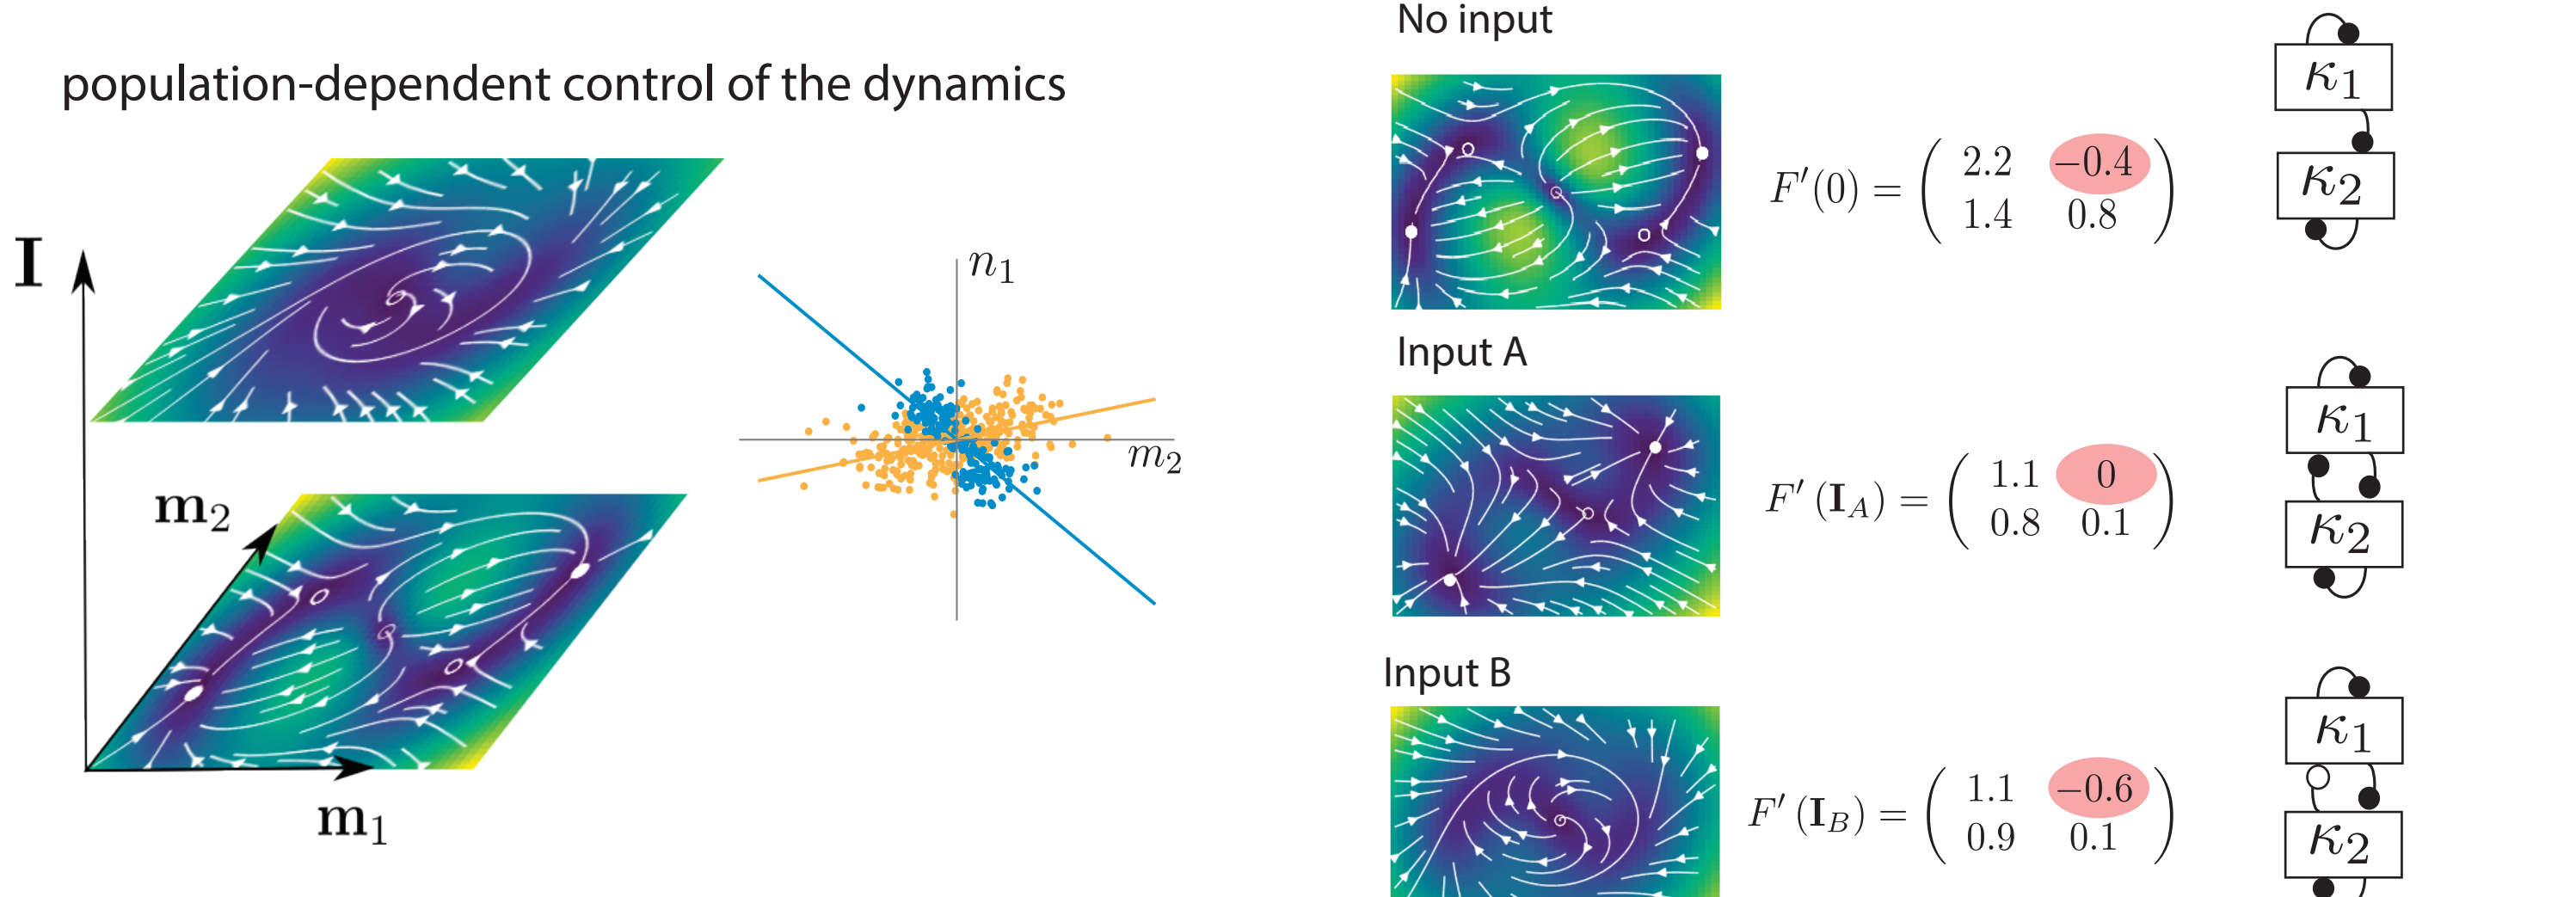 population-dependent control of the dynamics
I
m₂
m₁
n₁
m₂
No input
F′(0) = ( 2.2 −0.4
1.4 0.8 )
κ₁
κ₂
Input A
F′ (I_A) = ( 1.1 0
0.8 0.1 )
κ₁
κ₂
Input B
F′ (I_B) = ( 1.1 −0.6
0.9 0.1 )
κ₁
κ₂